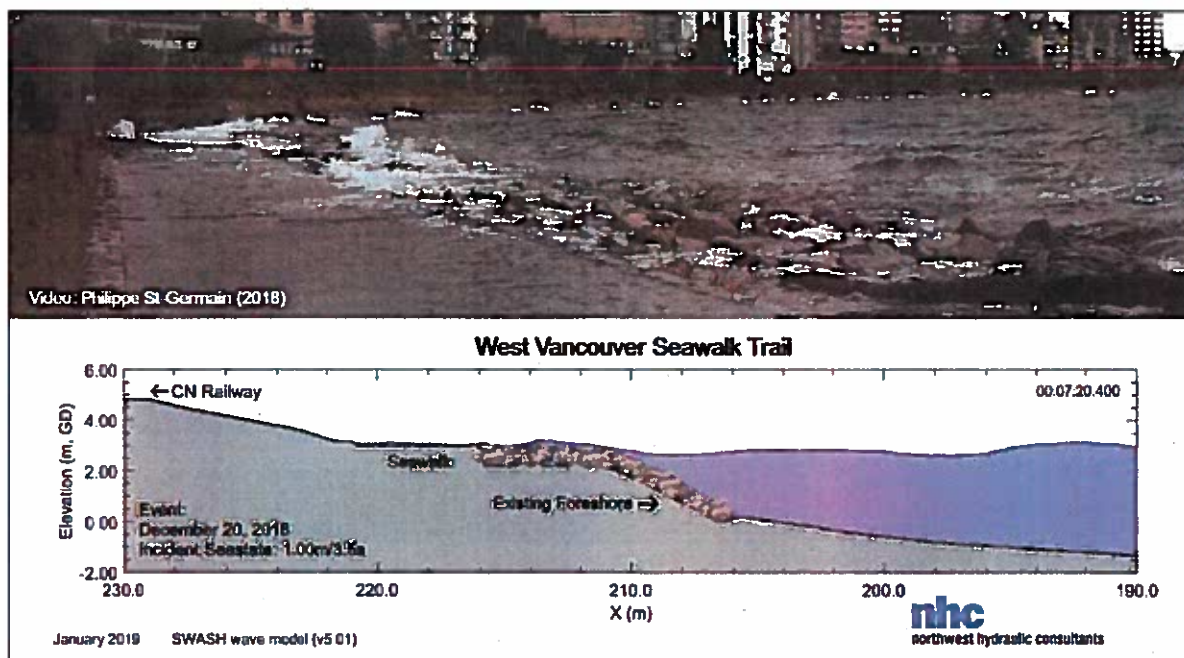 Video: Philippe St-Germain (2018)
West Vancouver Seawalk Trail
6.00
←CN Railway
00:07:20.400
4.00
Seawalk
2.00
Existing Foreshore →
Elevation (m, GD)
0.00
Event:
December 20, 2018
Incident Seastate: 1.00m/3.
-2.00
230.0 220.0 210.0 200.0 190.0
X (m)
nhc
northwest hydraulic consultants
January 2019 SWASH wave model (v5.01)